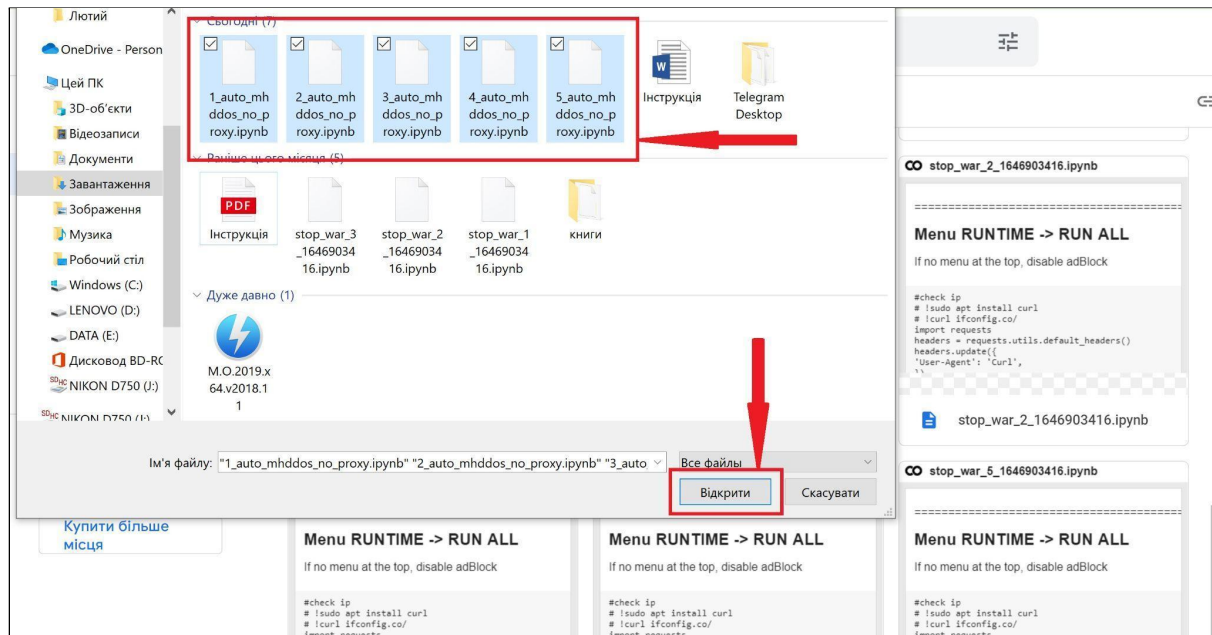 Лютий
OneDrive - Person
Цей ПК
3D-об'єкти
Відеозаписи
Документи
Завантаження
Зображення
Музика
Робочий стіл
Windows (C:)
LENOVO (D:)
DATA (E:)
Дисковод BD-RO
SDHC NIKON D750 (J:)
SDHC NIKON D750 (J:)
Сьогодні (7)
1_auto_mh
ddos_no_p
roxy.ipynb
2_auto_mh
ddos_no_p
roxy.ipynb
3_auto_mh
ddos_no_p
roxy.ipynb
4_auto_mh
ddos_no_p
roxy.ipynb
5_auto_mh
ddos_no_p
roxy.ipynb
W
Інструкція
Telegram
Desktop
Раніше цього місяця (5)
PDF
Інструкція
stop_war_3
_16469034
16.ipynb
stop_war_2
_16469034
16.ipynb
stop_war_1
_16469034
16.ipynb
книги
Дуже давно (1)
M.O.2019.x
64.v2018.1
1
Ім'я файлу: "1_auto_mhddos_no_proxy.ipynb" "2_auto_mhddos_no_proxy.ipynb" "3_auto_
Все файлы
Відкрити
Скасувати
Купити більше
місця
stop_war_2_1646903416.ipynb
==========================================
Menu RUNTIME -> RUN ALL
If no menu at the top, disable adBlock
#check ip
# !sudo apt install curl
# !curl ifconfig.co/
import requests
headers = requests.utils.default_headers()
headers.update({
'User-Agent': 'Curl',
})
stop_war_2_1646903416.ipynb
stop_war_5_1646903416.ipynb
==========================================
Menu RUNTIME -> RUN ALL
If no menu at the top, disable adBlock
#check ip
# !sudo apt install curl
# !curl ifconfig.co/
import requests
Menu RUNTIME -> RUN ALL
If no menu at the top, disable adBlock
#check ip
# !sudo apt install curl
# !curl ifconfig.co/
import requests
Menu RUNTIME -> RUN ALL
If no menu at the top, disable adBlock
#check ip
# !sudo apt install curl
# !curl ifconfig.co/
import requests